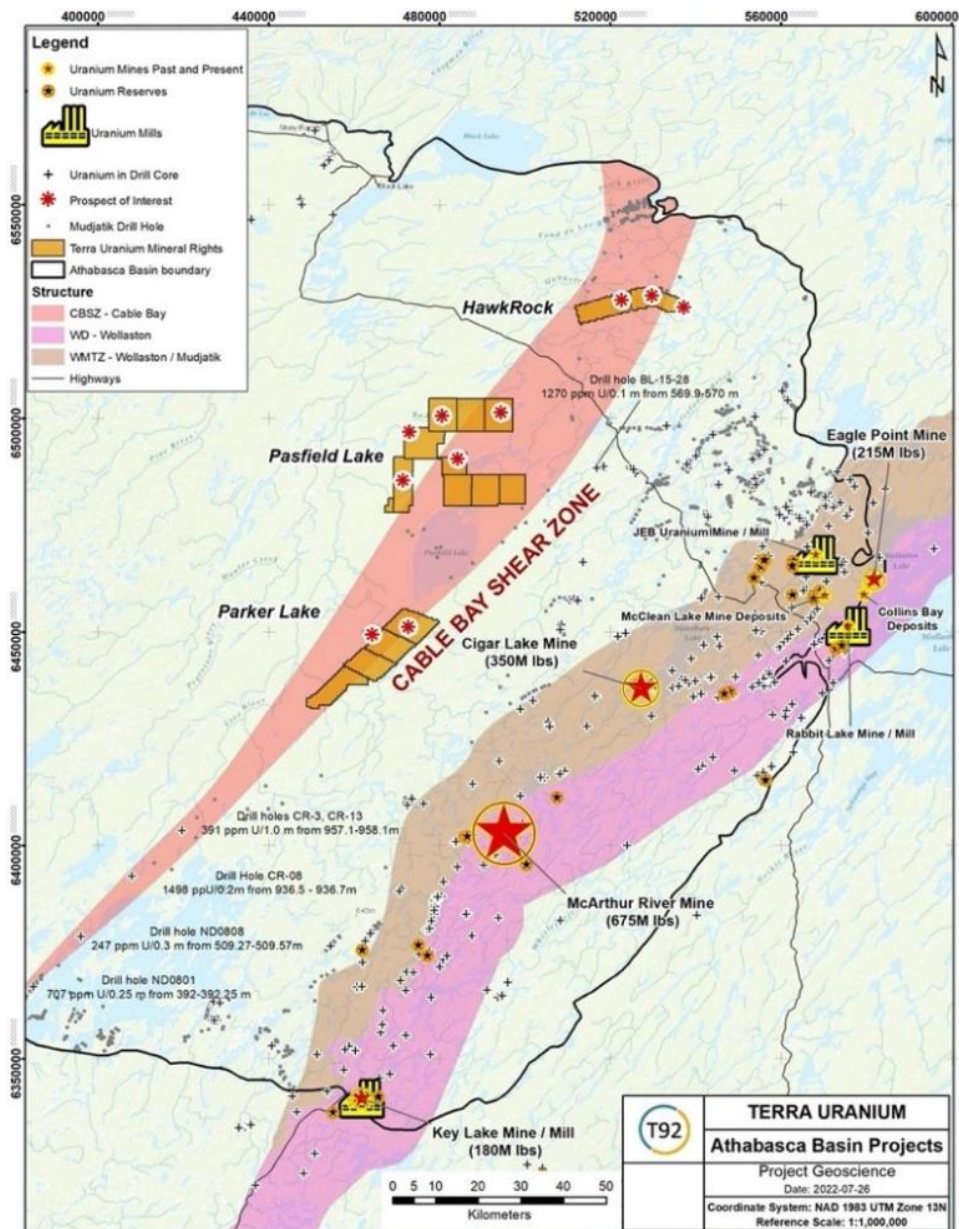 400000 440000 480000 520000 560000 600000
Legend
Uranium Mines Past and Present
Uranium Reserves
Uranium Mills
Uranium in Drill Core
Prospect of Interest
Mudjatik Drill Hole
Terra Uranium Mineral Rights
Athabasca Basin boundary
Structure
CBSZ - Cable Bay
WD - Wollaston
WMTZ - Wollaston / Mudjatik
Highways
N
Black Lake
6550000
HawkRock
Drill hole BL-15-28
1270 ppm U/0.1 m from 569.9-570 m
6500000
Eagle Point Mine
(215M lbs)
Pasfield Lake
JEB Uranium Mine / Mill
Pasfield Lake
CABLE BAY SHEAR ZONE
Parker Lake
McClean Lake Mine Deposits
Collins Bay
Deposits
6450000
Cigar Lake Mine
(350M lbs)
Rabbit Lake Mine / Mill
Drill holes CR-3, CR-13
391 ppm U/1.0 m from 957.1-958.1m
6400000
Drill Hole CR-08
1498 ppU/0.2m from 936.5 - 936.7m
McArthur River Mine
(675M lbs)
Drill hole ND0808
247 ppm U/0.3 m from 509.27-509.57m
Drill hole ND0801
707 ppm U/0.25 m from 392-392.25 m
6350000
Key Lake Mine / Mill
(180M lbs)
0 5 10 20 30 40 50
Kilometers
T92
TERRA URANIUM
Athabasca Basin Projects
Project Geoscience
Date: 2022-07-26
Coordinate System: NAD 1983 UTM Zone 13N
Reference Scale: 1:1,000,000